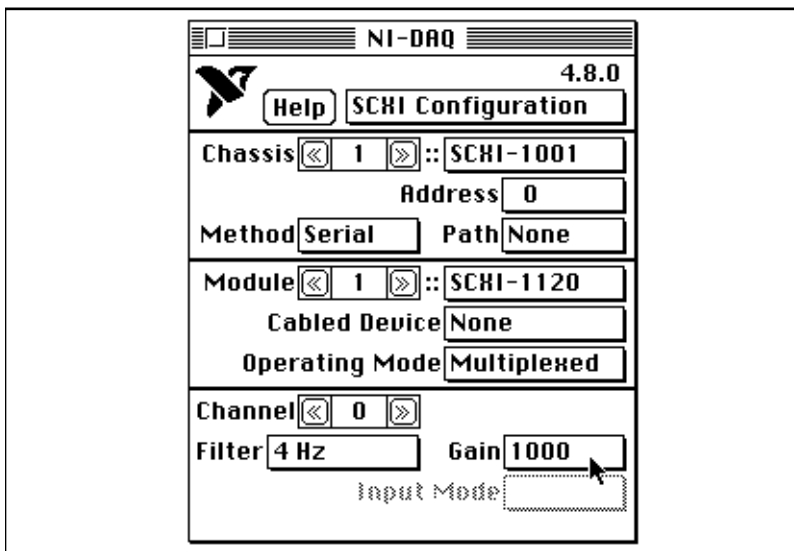 NI-DAQ
4.8.0
Help SCXI Configuration
Chassis 1 :: SCXI-1001
Address 0
Method Serial Path None
Module 1 :: SCXI-1120
Cabled Device None
Operating Mode Multiplexed
Channel 0
Filter 4 Hz Gain 1000
Input Mode